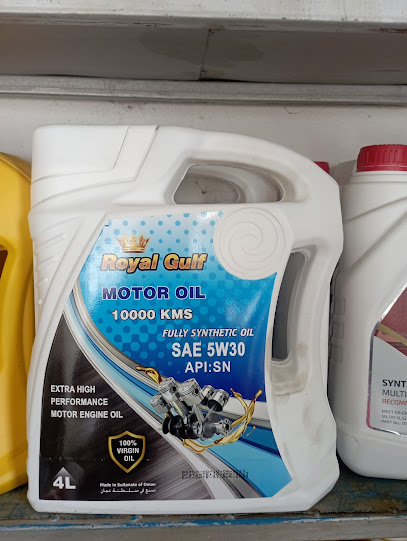 Royal Gulf
MOTOR OIL
10000 KMS
FULLY SYNTHETIC OIL
SAE 5W30
API:SN
EXTRA HIGH
PERFORMANCE
MOTOR ENGINE OIL
100%
VIRGIN
OIL
4L
Made in Sultanate of Oman
صنع في سلطنة عمان
SYNT
MULTI
RECOM